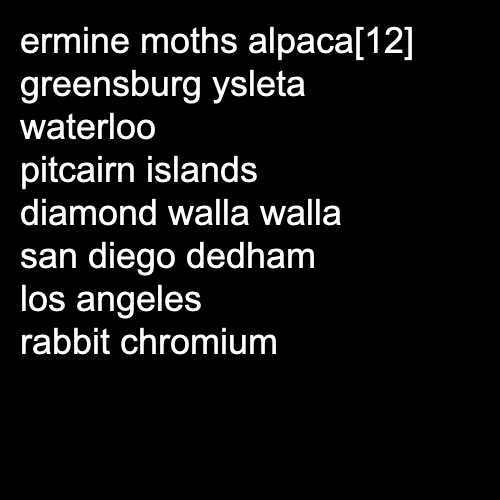 ermine moths alpaca[12]
greensburg ysleta
waterloo
pitcairn islands
diamond walla walla
san diego dedham
los angeles
rabbit chromium